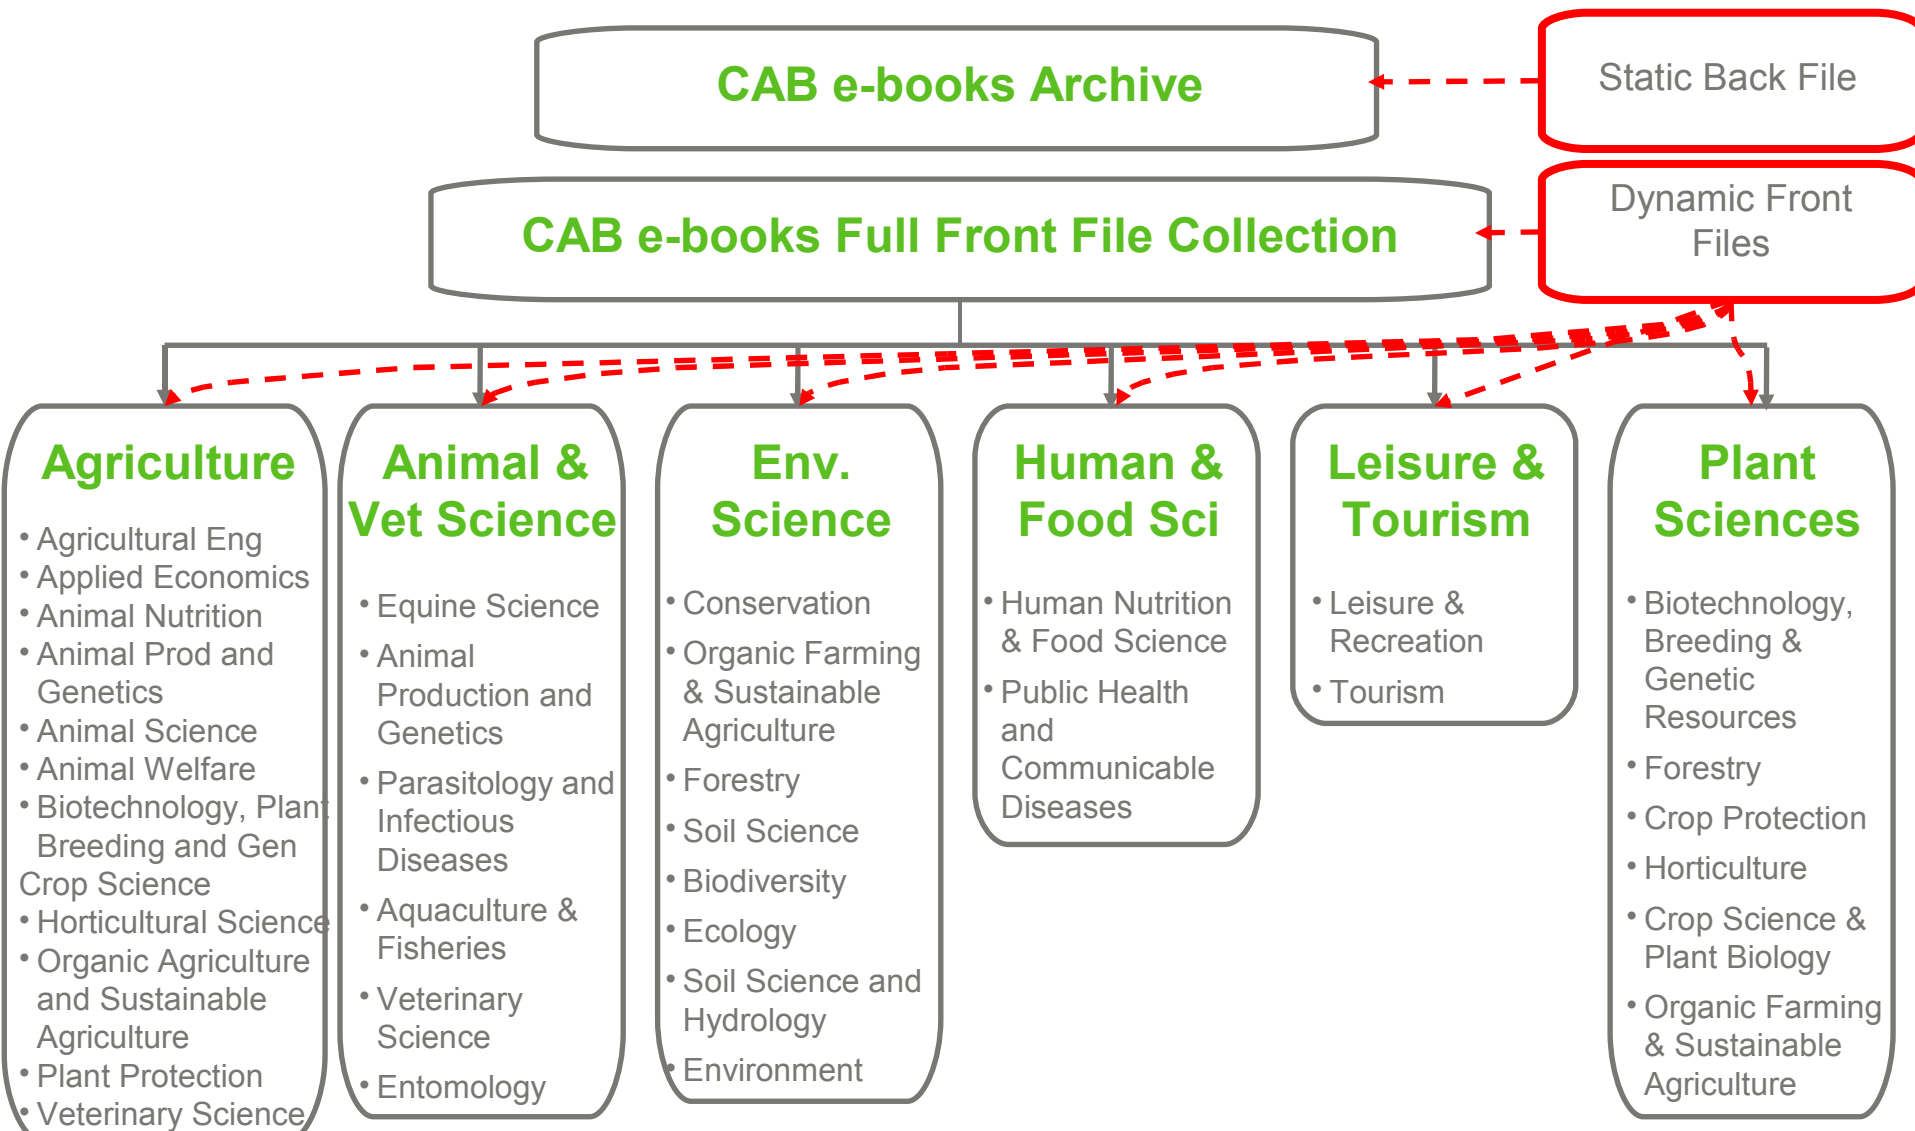 CAB e-books Archive
Static Back File
CAB e-books Full Front File Collection
Dynamic Front
Files
Agriculture
• Agricultural Eng
• Applied Economics
• Animal Nutrition
• Animal Prod and
Genetics
• Animal Science
• Animal Welfare
• Biotechnology, Plant
Breeding and Gen
Crop Science
• Horticultural Science
• Organic Agriculture
and Sustainable
Agriculture
• Plant Protection
• Veterinary Science
Animal &
Vet Science
• Equine Science
• Animal
Production and
Genetics
• Parasitology and
Infectious
Diseases
• Aquaculture &
Fisheries
• Veterinary
Science
• Entomology
Env.
Science
• Conservation
• Organic Farming
& Sustainable
Agriculture
• Forestry
• Soil Science
• Biodiversity
• Ecology
• Soil Science and
Hydrology
• Environment
Human &
Food Sci
• Human Nutrition
& Food Science
• Public Health
and
Communicable
Diseases
Leisure &
Tourism
• Leisure &
Recreation
• Tourism
Plant
Sciences
• Biotechnology,
Breeding &
Genetic
Resources
• Forestry
• Crop Protection
• Horticulture
• Crop Science &
Plant Biology
• Organic Farming
& Sustainable
Agriculture